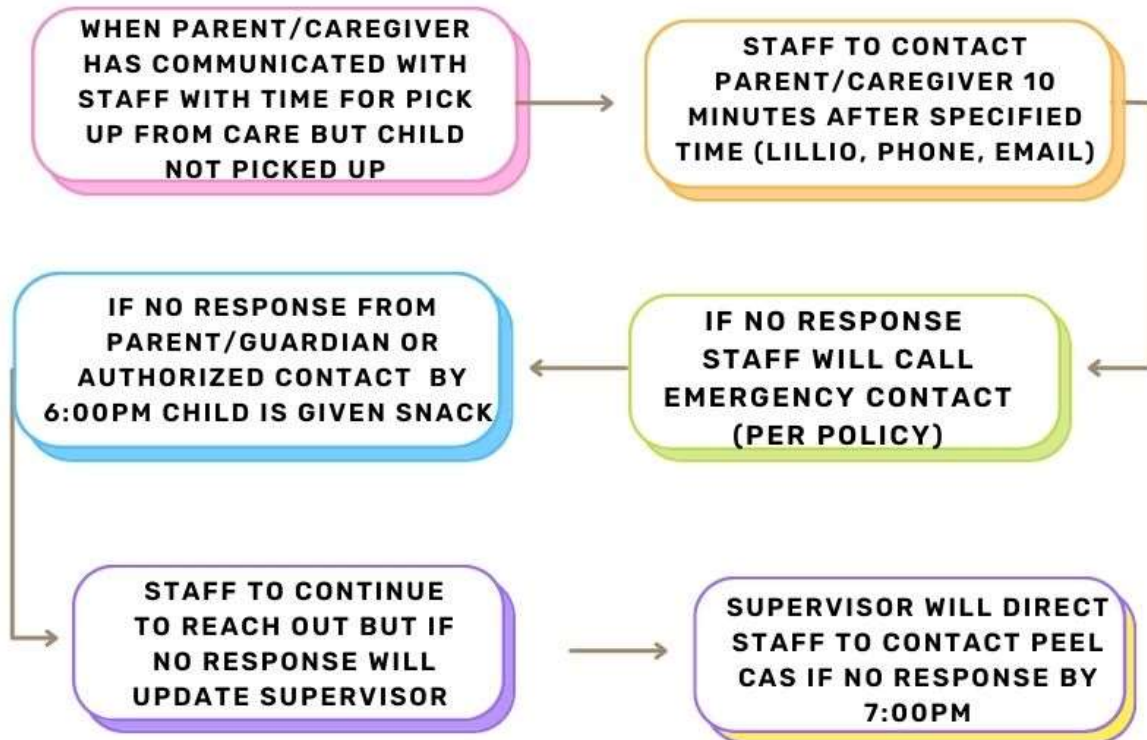 WHEN PARENT/CAREGIVER
HAS COMMUNICATED WITH
STAFF WITH TIME FOR PICK
UP FROM CARE BUT CHILD
NOT PICKED UP
STAFF TO CONTACT
PARENT/CAREGIVER 10
MINUTES AFTER SPECIFIED
TIME (LILLIO, PHONE, EMAIL)
IF NO RESPONSE
STAFF WILL CALL
EMERGENCY CONTACT
(PER POLICY)
IF NO RESPONSE FROM
PARENT/GUARDIAN OR
AUTHORIZED CONTACT BY
6:00PM CHILD IS GIVEN SNACK
STAFF TO CONTINUE
TO REACH OUT BUT IF
NO RESPONSE WILL
UPDATE SUPERVISOR
SUPERVISOR WILL DIRECT
STAFF TO CONTACT PEEL
CAS IF NO RESPONSE BY
7:00PM